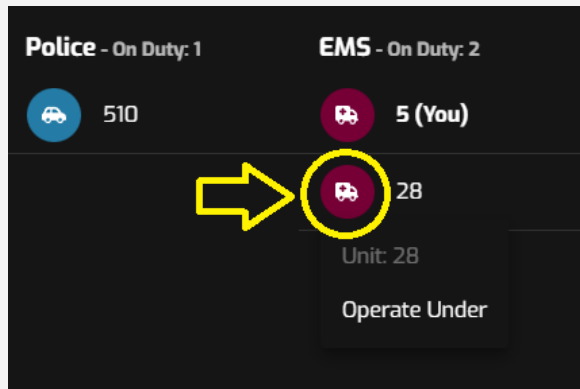 Police - On Duty: 1
EMS - On Duty: 2
510
5 (You)
28
Unit: 28
Operate Under